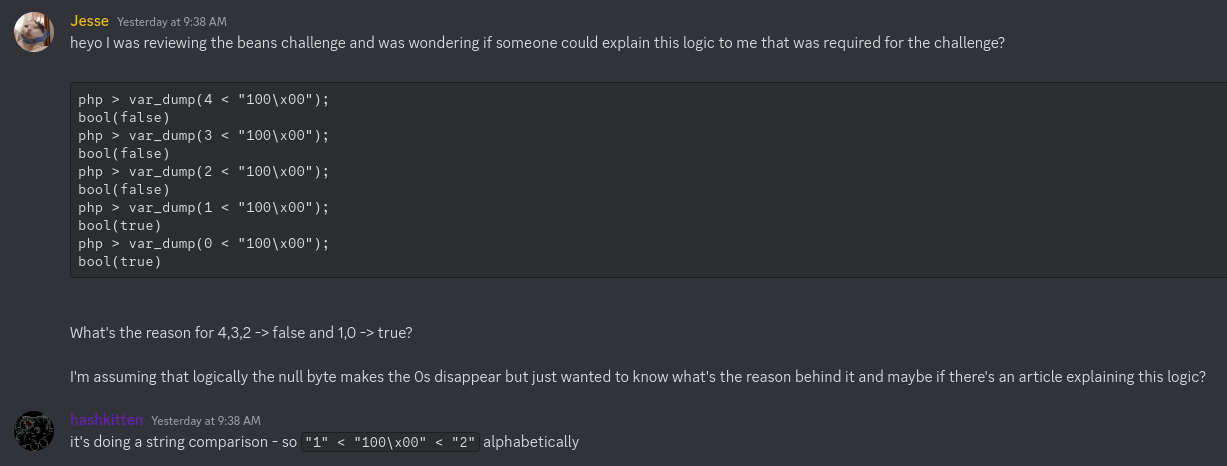 Jesse Yesterday at 9:38 AM
heyo I was reviewing the beans challenge and was wondering if someone could explain this logic to me that was required for the challenge?
php > var_dump(4 < "100\x00");
bool(false)
php > var_dump(3 < "100\x00");
bool(false)
php > var_dump(2 < "100\x00");
bool(false)
php > var_dump(1 < "100\x00");
bool(true)
php > var_dump(0 < "100\x00");
bool(true)
What's the reason for 4,3,2 -> false and 1,0 -> true?
I'm assuming that logically the null byte makes the 0s disappear but just wanted to know what's the reason behind it and maybe if there's an article explaining this logic?
hashkitten Yesterday at 9:38 AM
it's doing a string comparison - so "1" < "100\x00" < "2" alphabetically